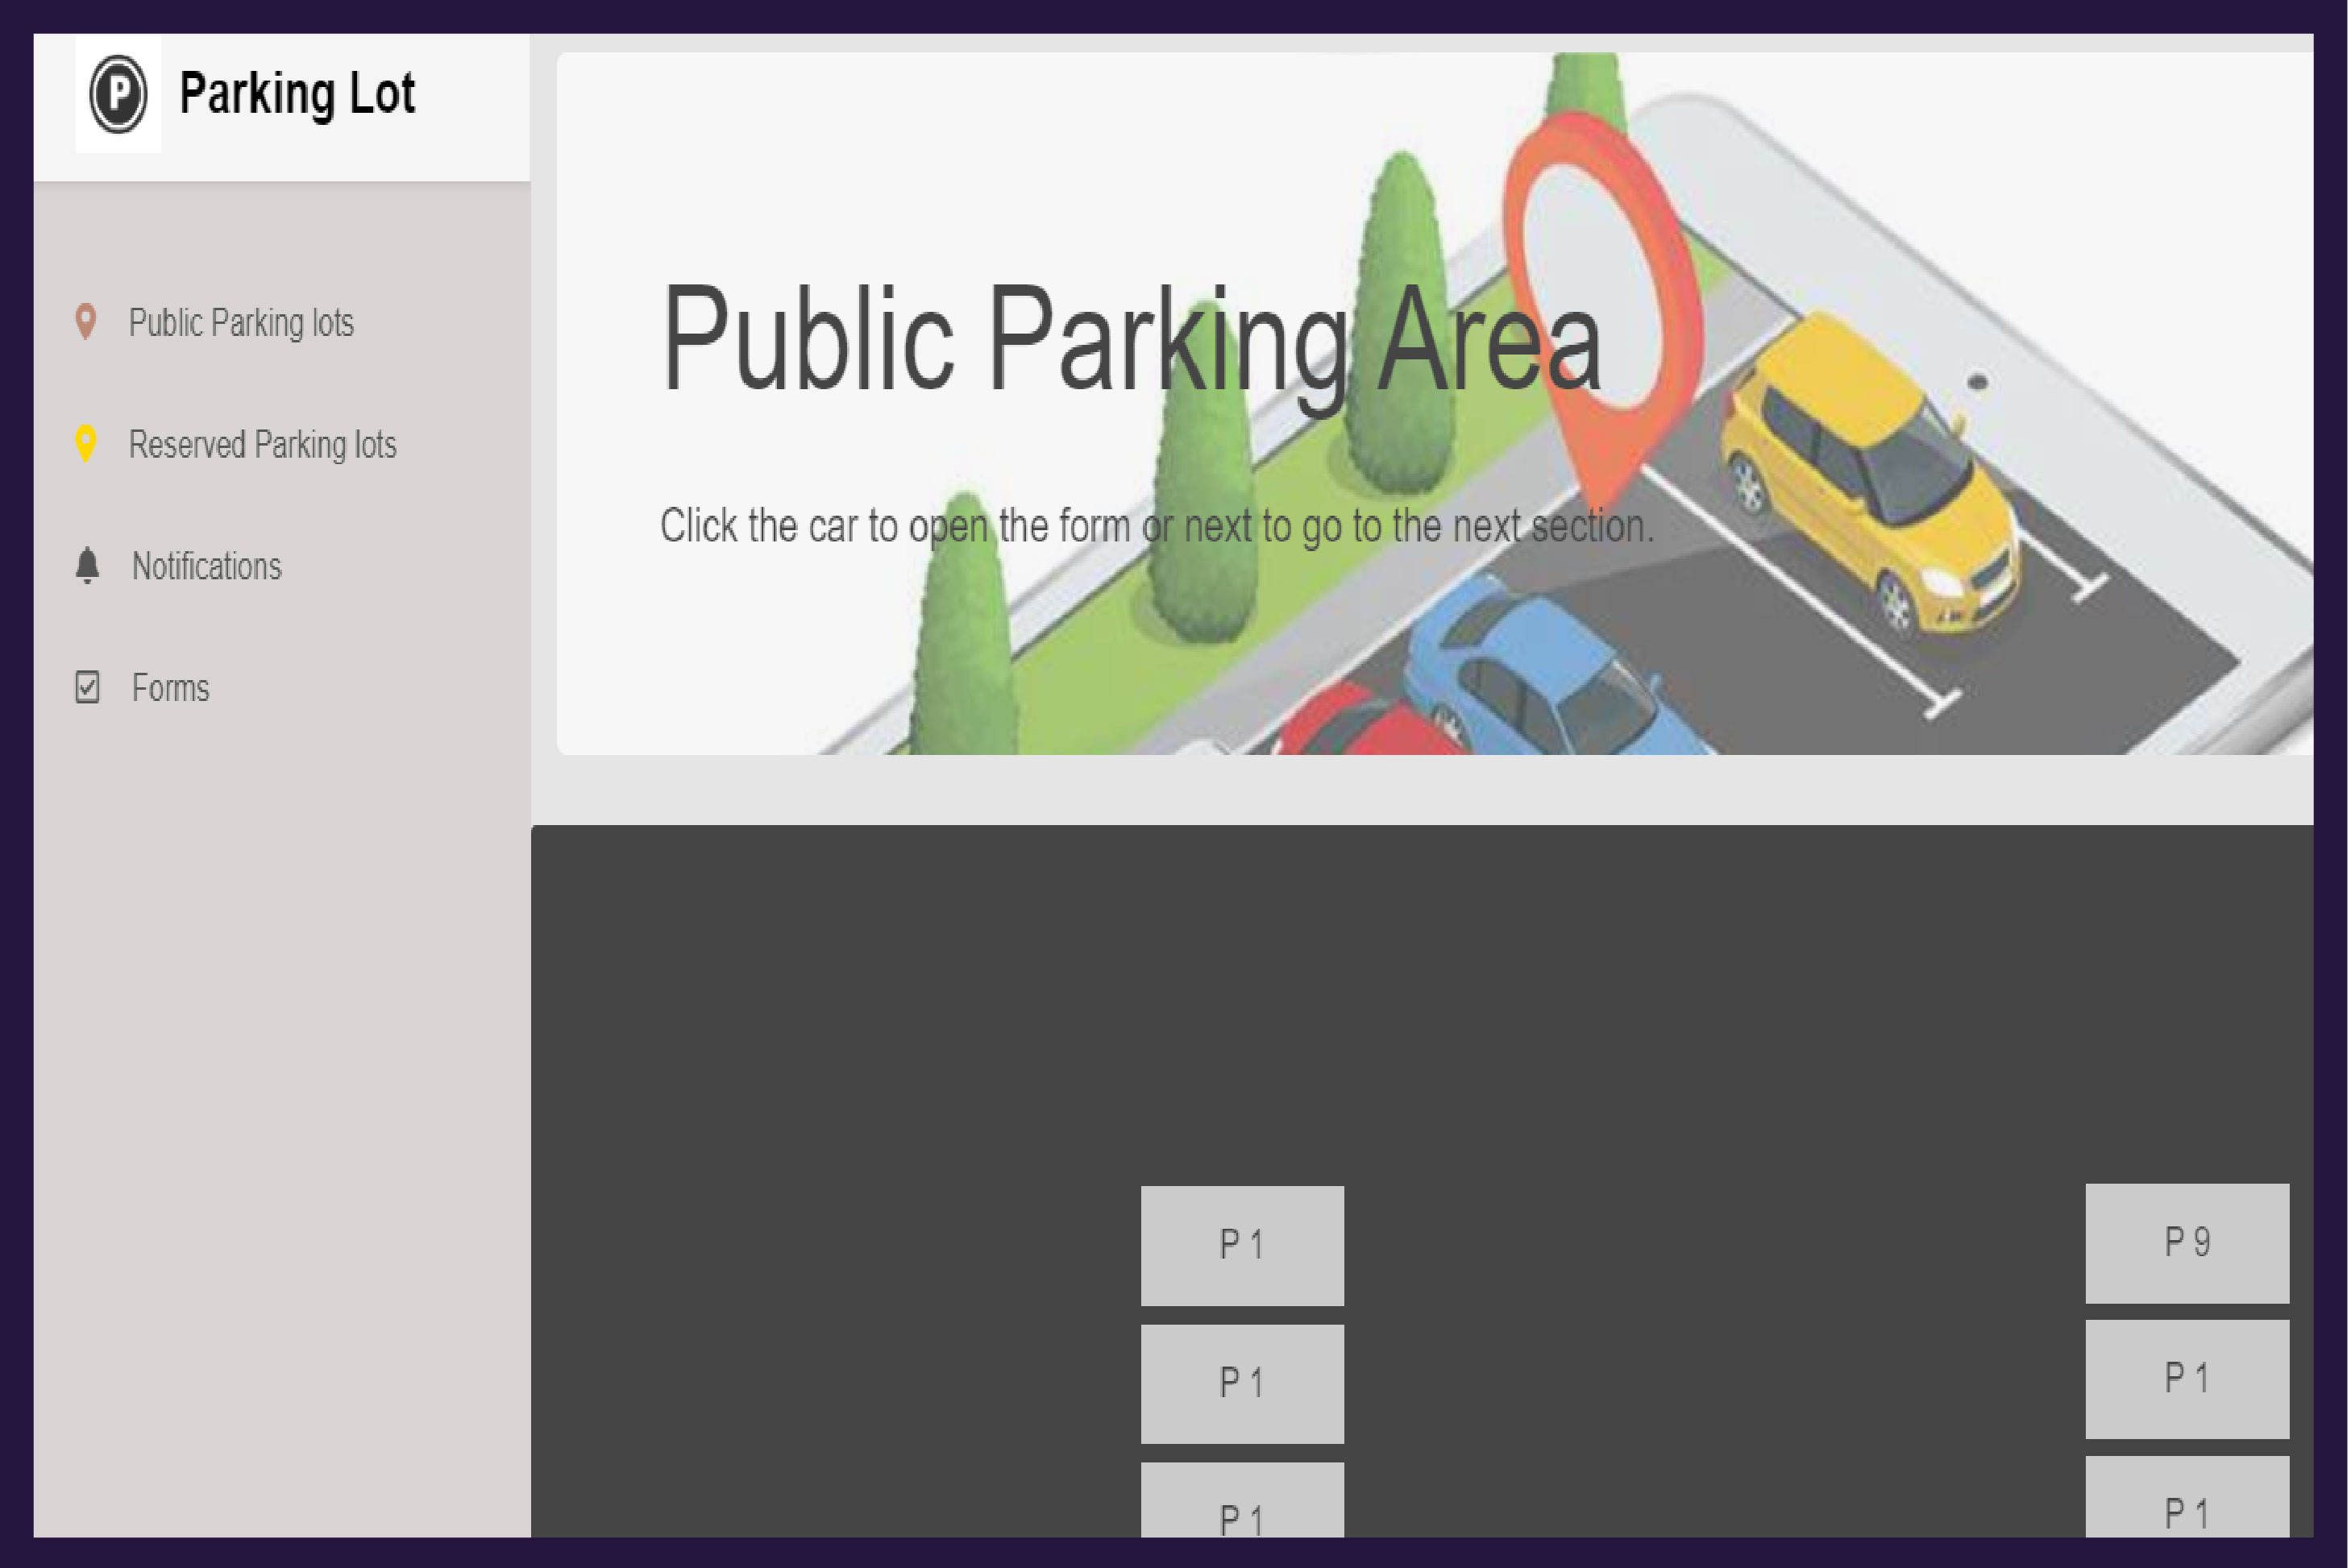 P
Parking Lot
Public Parking lots
Reserved Parking lots
Notifications
Forms
Public Parking Area
Click the car to open the form or next to go to the next section.
P 1
P 9
P 1
P 1
P 1
P 1